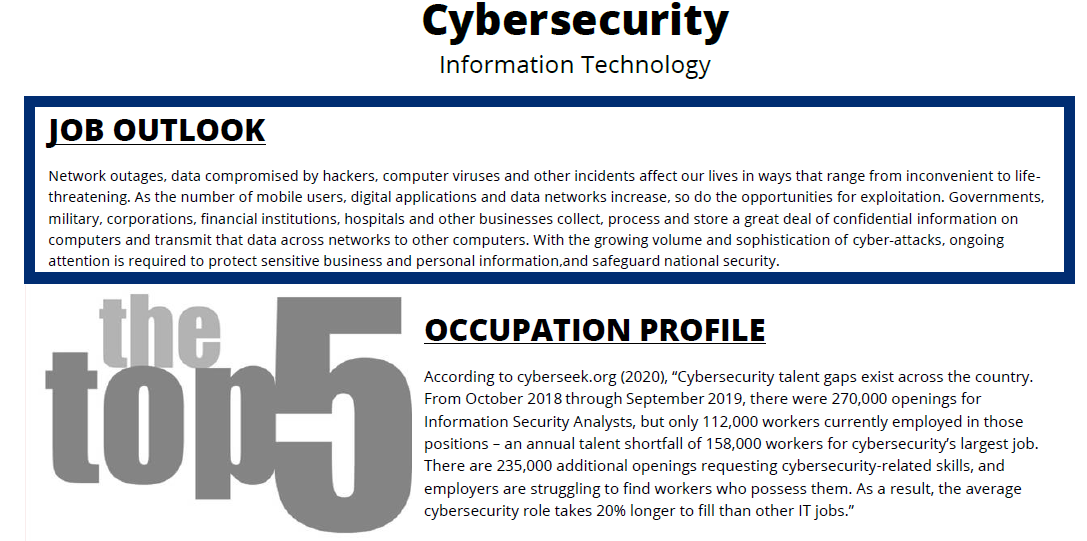 Cybersecurity
Information Technology
JOB OUTLOOK
Network outages, data compromised by hackers, computer viruses and other incidents affect our lives in ways that range from inconvenient to life-
threatening. As the number of mobile users, digital applications and data networks increase, so do the opportunities for exploitation. Governments,
military, corporations, financial institutions, hospitals and other businesses collect, process and store a great deal of confidential information on
computers and transmit that data across networks to other computers. With the growing volume and sophistication of cyber-attacks, ongoing
attention is required to protect sensitive business and personal information,and safeguard national security.
the
top 5
OCCUPATION PROFILE
According to cyberseek.org (2020), “Cybersecurity talent gaps exist across the country.
From October 2018 through September 2019, there were 270,000 openings for
Information Security Analysts, but only 112,000 workers currently employed in those
positions – an annual talent shortfall of 158,000 workers for cybersecurity’s largest job.
There are 235,000 additional openings requesting cybersecurity-related skills, and
employers are struggling to find workers who possess them. As a result, the average
cybersecurity role takes 20% longer to fill than other IT jobs.”